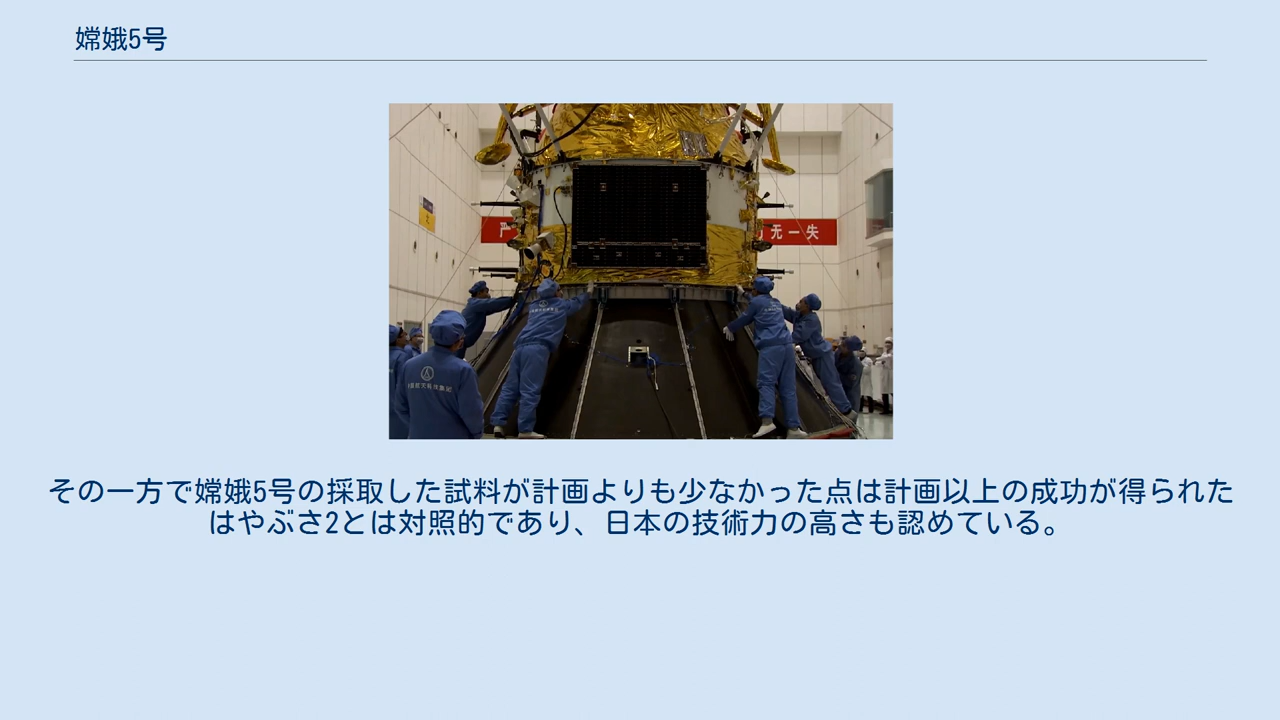 嫦娥5号
严
无一失
その一方で嫦娥5号の採取した試料が計画よりも少なかった点は計画以上の成功が得られた
はやぶさ2とは対照的であり、日本の技術力の高さも認めている。